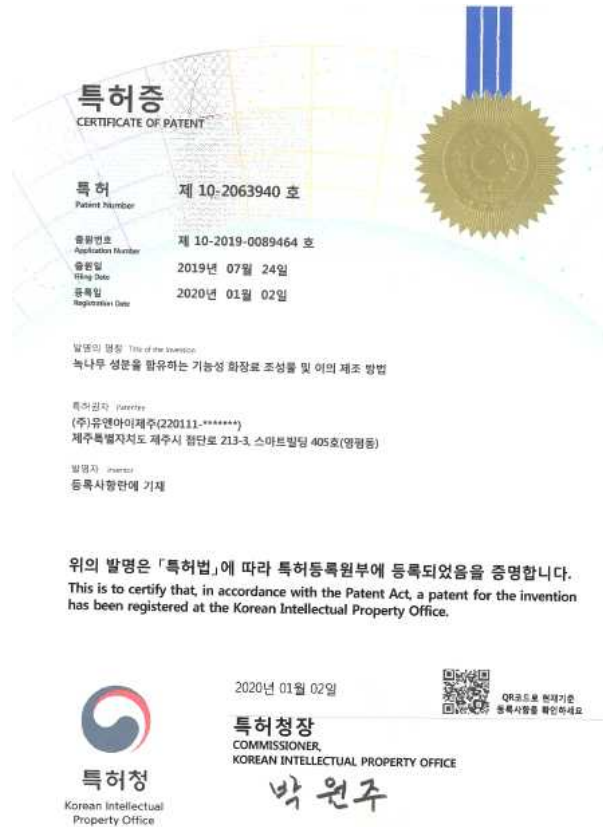 특허증
CERTIFICATE OF PATENT
특허 제 10-2063940 호
Patent Number
출원번호 제 10-2019-0089464 호
Application Number
출원일 2019년 07월 24일
Filing Date
등록일 2020년 01월 02일
Registration Date
발명의 명칭 Title of the Invention
녹나무 성분을 함유하는 기능성 화장료 조성물 및 이의 제조 방법
특허권자 Patentee
(주)유앤아이제주(220111-*******)
제주특별자치도 제주시 첨단로 213-3, 스마트빌딩 405호(영평동)
발명자 Inventor
등록사항란에 기재
위의 발명은 「특허법」에 따라 특허등록원부에 등록되었음을 증명합니다.
This is to certify that, in accordance with the Patent Act, a patent for the invention
has been registered at the Korean Intellectual Property Office.
2020년 01월 02일
QR코드로 현재기준
등록사항을 확인하세요
특허청장
COMMISSIONER,
KOREAN INTELLECTUAL PROPERTY OFFICE
박원주
특허청
Korean Intellectual
Property Office